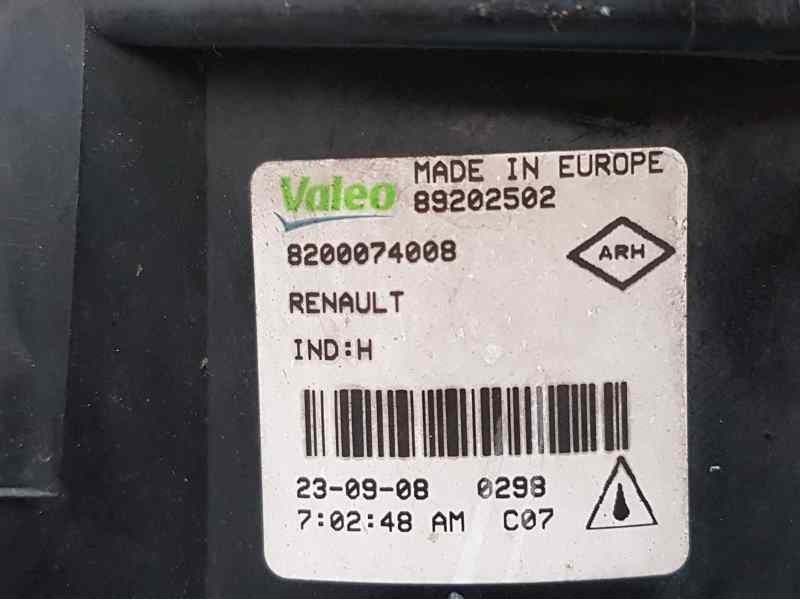 Valeo MADE IN EUROPE
89202502
8200074008 ARH
RENAULT
IND:H
23-09-08 0298
7:02:48 AM C07